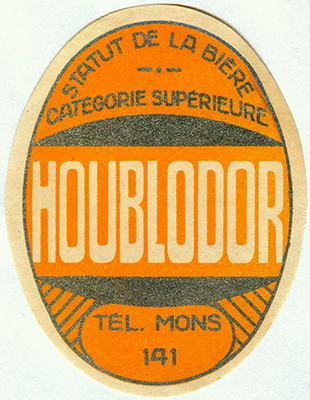 STATUT DE LA BIÈRE
CATÉGORIE SUPÉRIEURE
HOUBLODOR
TÉL. MONS
141